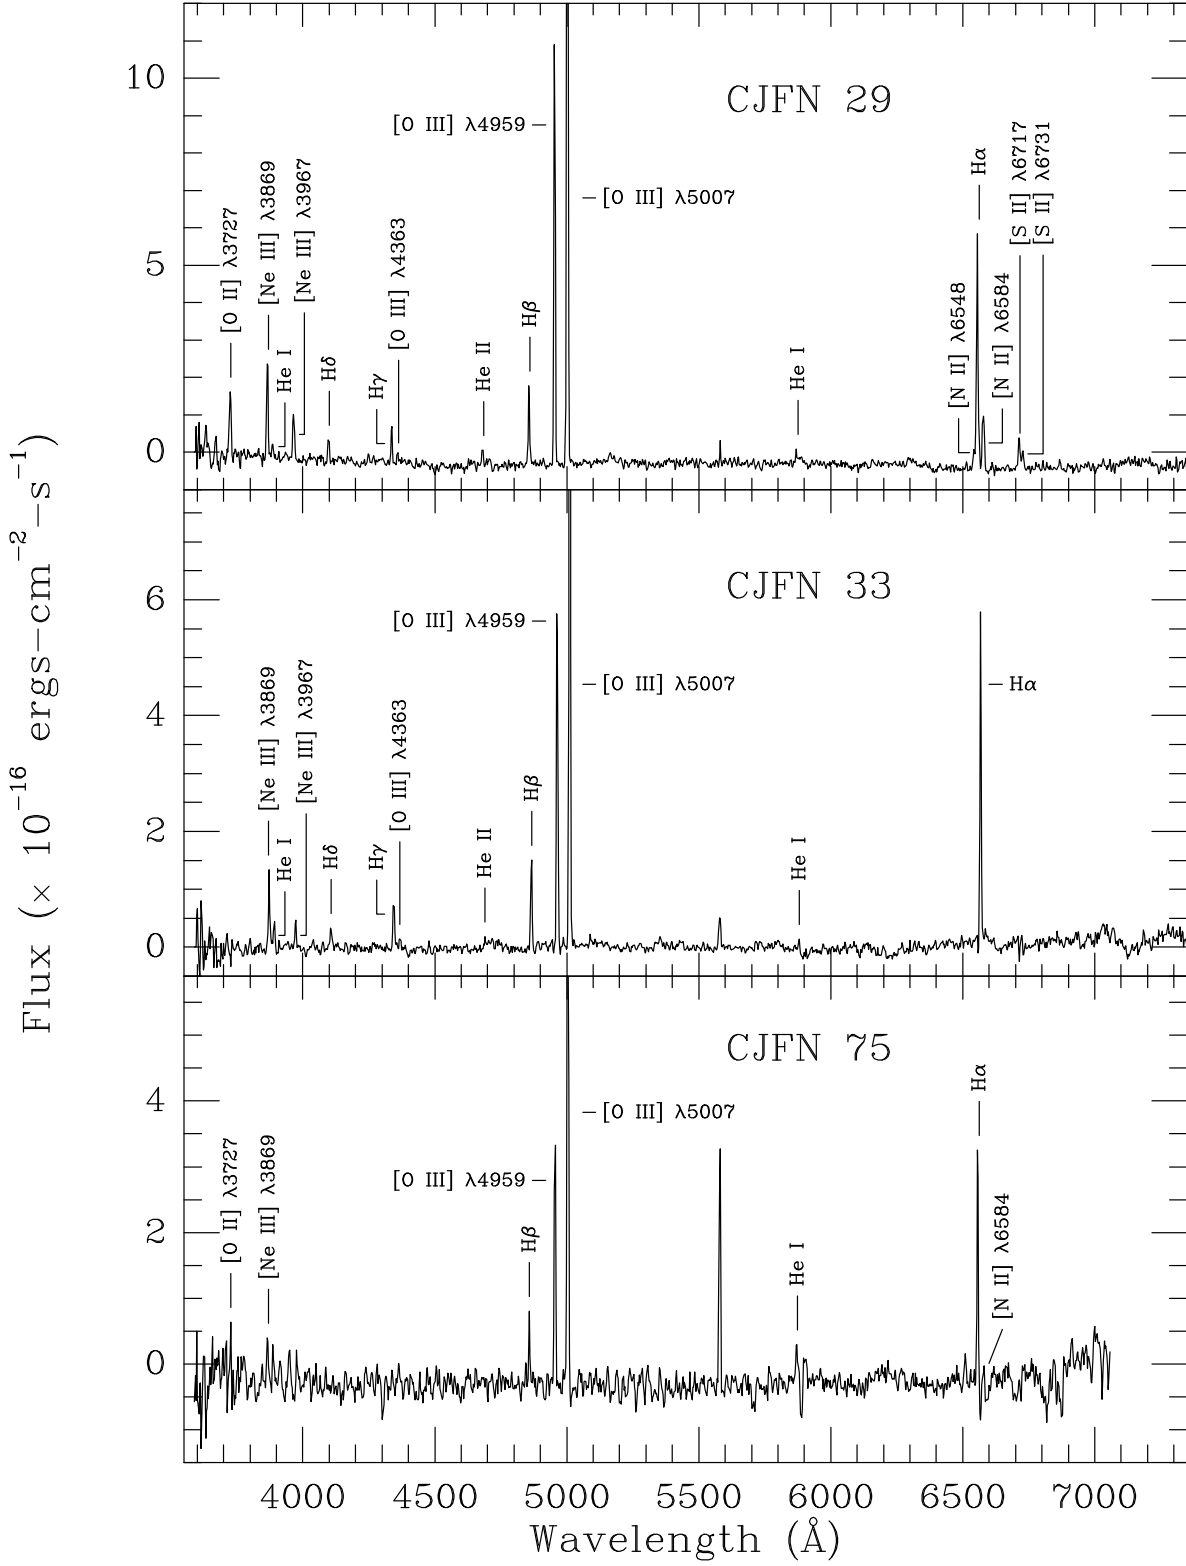 Flux (× 10−16 ergs−cm−2−s−1)
10
5
0
CJFN 29
[O II] λ3727
[Ne III] λ3869
He I
[Ne III] λ3967
Hδ
Hγ
[O III] λ4363
He II
Hβ
[O III] λ4959
[O III] λ5007
He I
[N II] λ6548
Hα
[N II] λ6584
[S II] λ6717
[S II] λ6731
6
4
2
0
CJFN 33
[Ne III] λ3869
He I
[Ne III] λ3967
Hδ
Hγ
[O III] λ4363
He II
Hβ
[O III] λ4959
[O III] λ5007
He I
Hα
4
2
0
CJFN 75
[O II] λ3727
[Ne III] λ3869
Hβ
[O III] λ4959
[O III] λ5007
He I
Hα
[N II] λ6584
4000 4500 5000 5500 6000 6500 7000
Wavelength (Å)